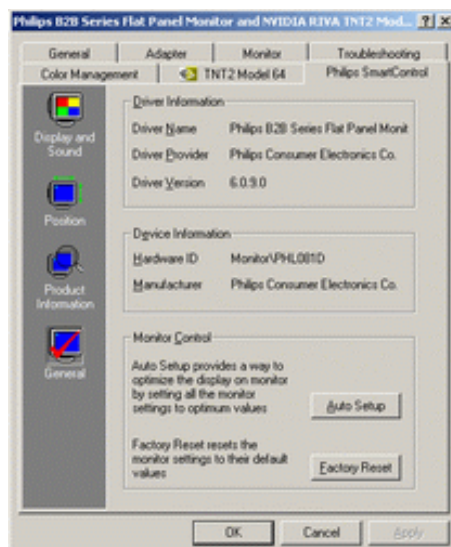 Philips B2B Series Flat Panel Monitor and NVIDIA RIVA TNT2 Mod...
General Adapter Monitor Troubleshooting
Color Management TNT2 Model 64 Philips SmartControl
Display and
Sound
Position
Product
Information
General
Driver Information
Driver Name Philips B2B Series Flat Panel Monit
Driver Provider Philips Consumer Electronics Co.
Driver Version 6.0.9.0
Device Information
Hardware ID Monitor\PHL081D
Manufacturer Philips Consumer Electronics Co.
Monitor Control
Auto Setup provides a way to
optimize the display on monitor
by setting all the monitor
settings to optimum values
Auto Setup
Factory Reset resets the
monitor settings to their default
values
Factory Reset
OK Cancel Apply